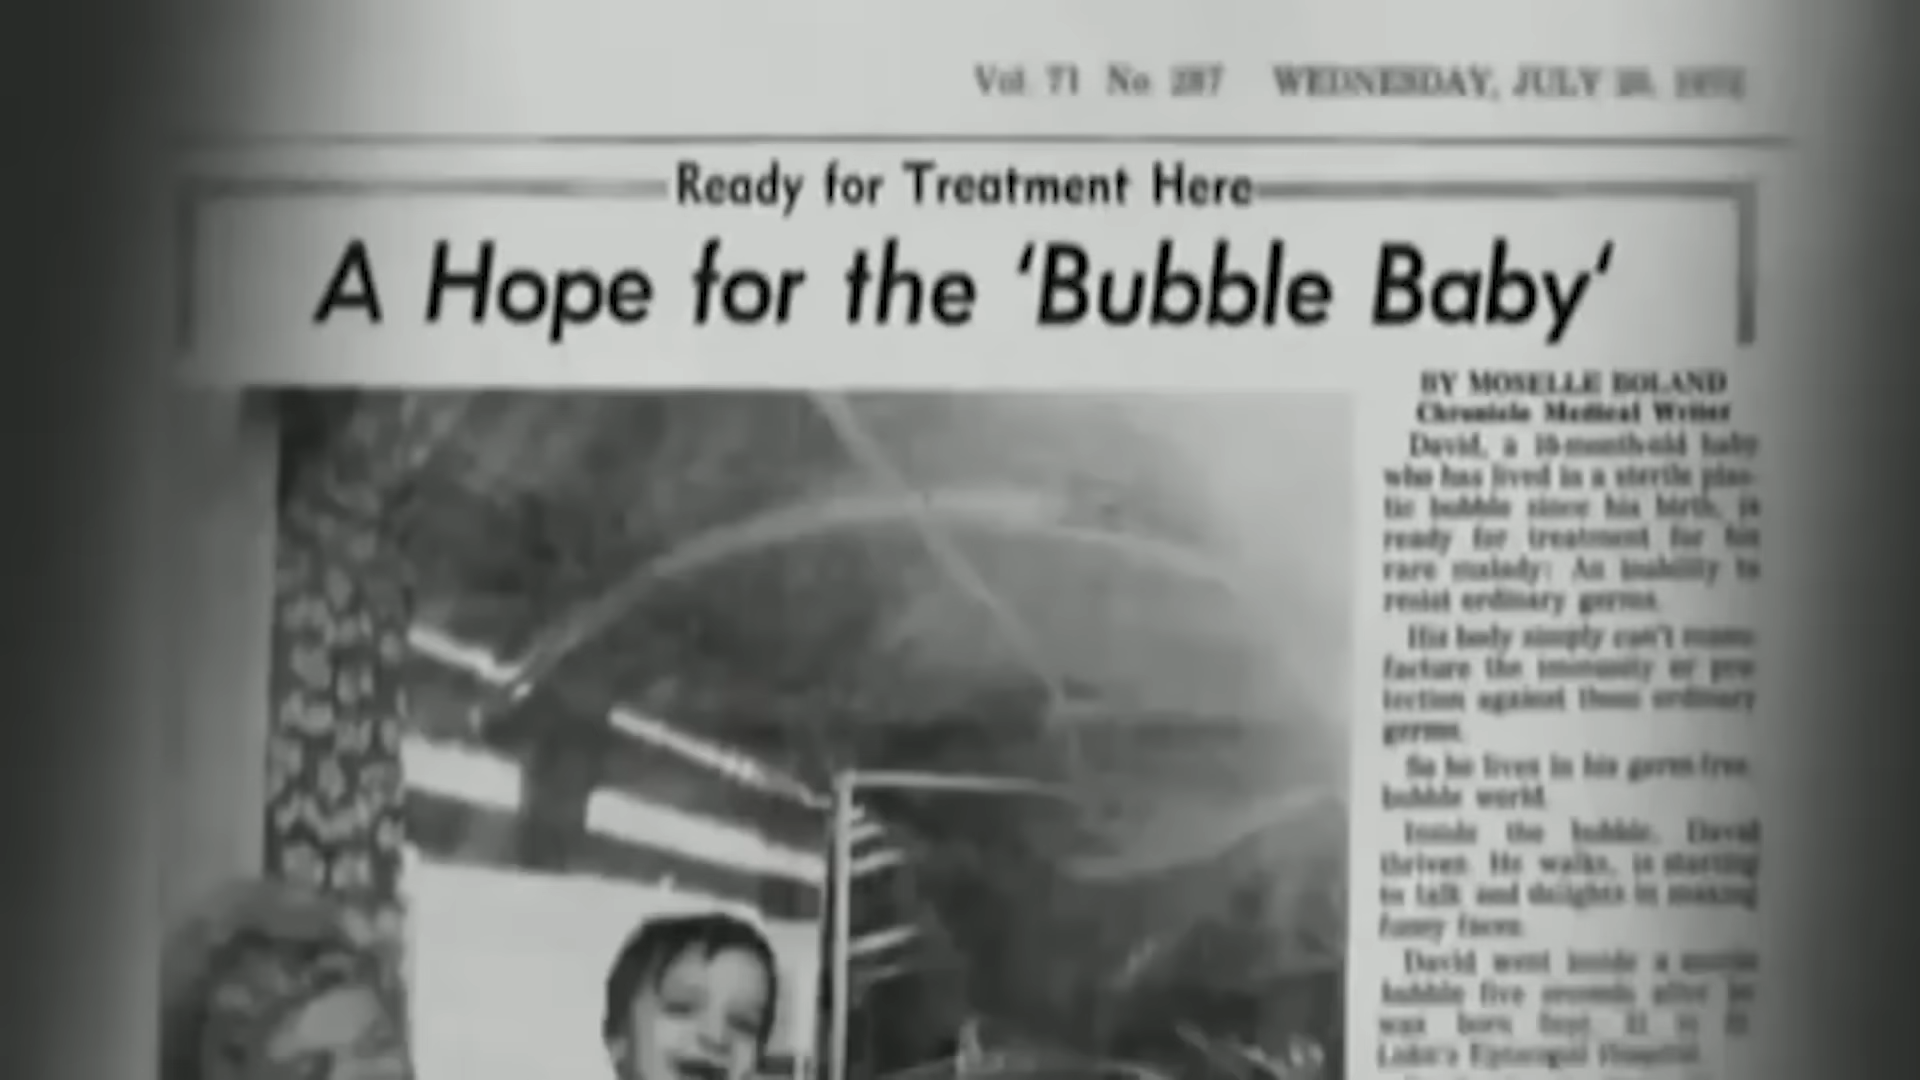 Vol. 71 No. 287 WEDNESDAY, JULY
Ready for Treatment Here
A Hope for the 'Bubble Baby'
BY MOSELLE BOLAND
Chronicle Medical Writer
David, a 10-month-old baby
who has lived in a sterile plas-
tic bubble since his birth, is
ready for treatment for his
rare malady: An inability to
resist ordinary germs.
His body simply can't manu-
facture the immunity or pro-
tection against those ordinary
germs.
So he lives in his germ-free
bubble world.
Inside the bubble, David
thrives. He walks, is starting
to talk and delights in making
funny faces.
David went inside a
bubble five seconds after he
was born
Luke's Episcopal Hospital.